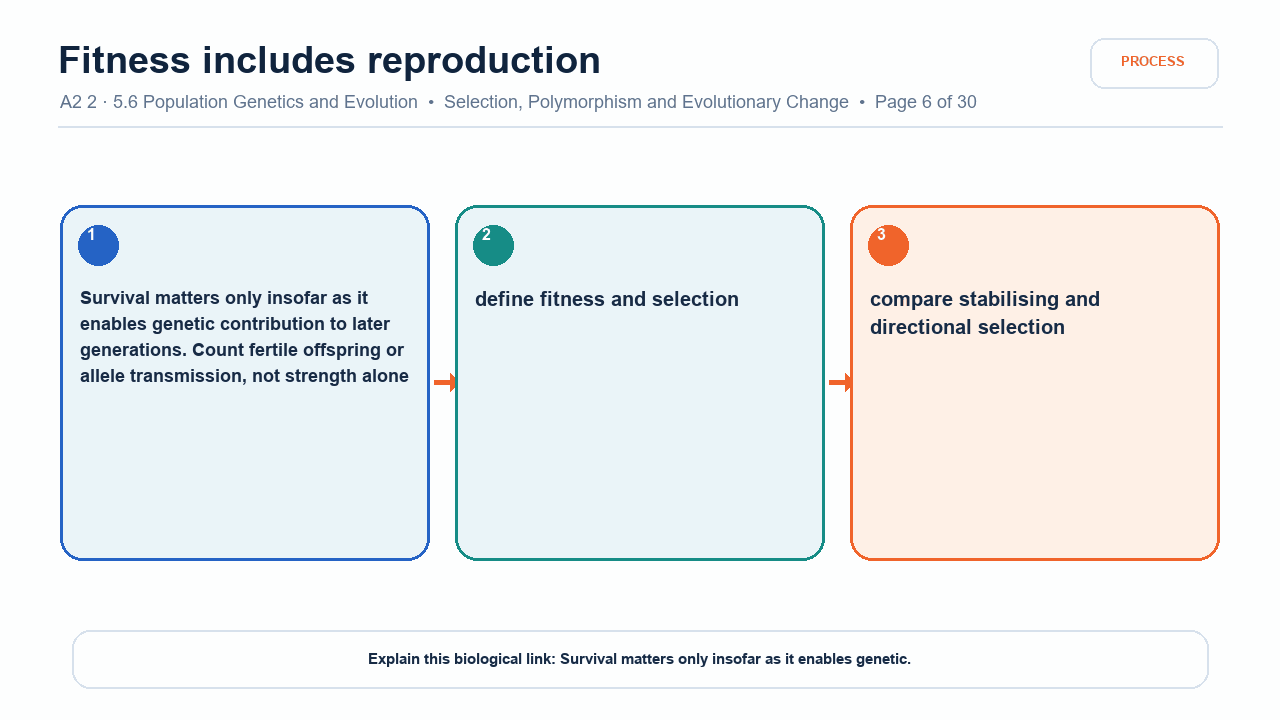 Fitness includes reproduction
PROCESS
A2 2 · 5.6 Population Genetics and Evolution • Selection, Polymorphism and Evolutionary Change • Page 6 of 30
1
Survival matters only insofar as it
enables genetic contribution to later
generations. Count fertile offspring or
allele transmission, not strength alone
2
define fitness and selection
3
compare stabilising and
directional selection
Explain this biological link: Survival matters only insofar as it enables genetic.